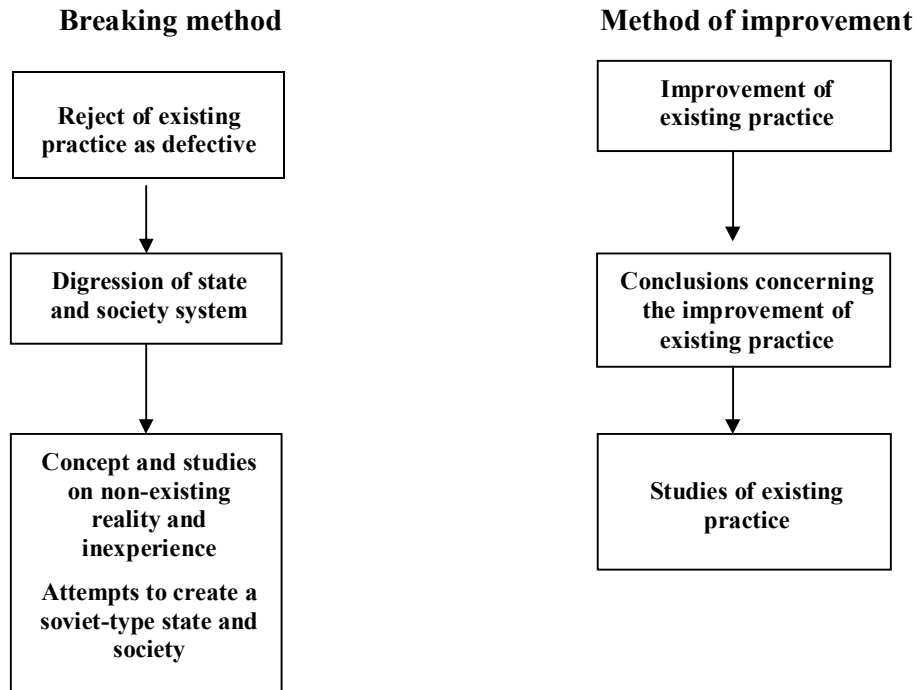 Breaking method
Reject of existing
practice as defective
Digression of state
and society system
Concept and studies
on non-existing
reality and
inexperience
Attempts to create a
soviet-type state and
society
Method of improvement
Improvement of
existing practice
Conclusions concerning
the improvement of
existing practice
Studies of existing
practice